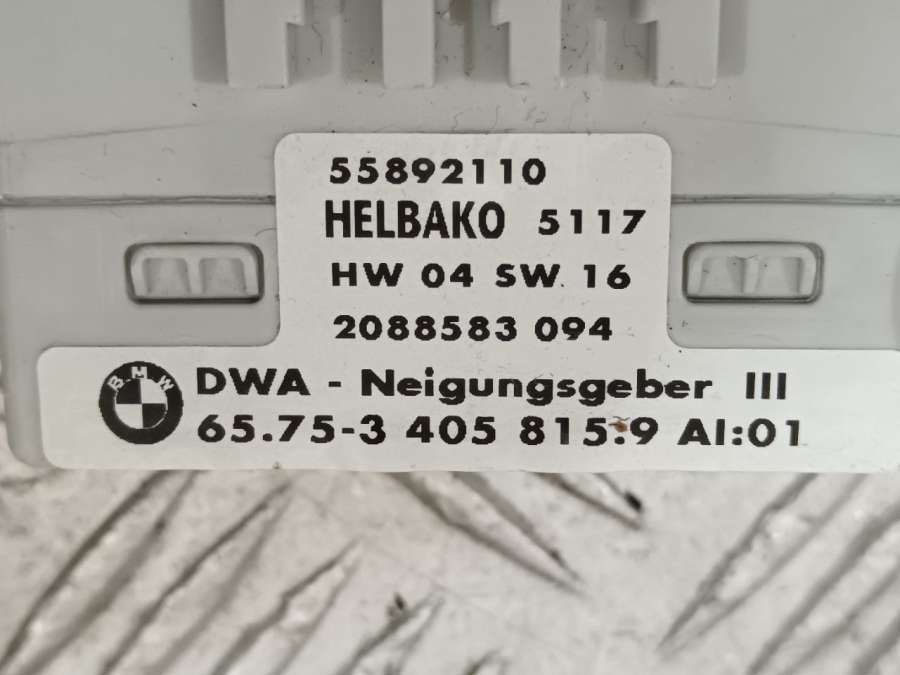 55892110
HELBAKO 5117
HW 04 SW. 16
2088583 094
BMW DWA - Neigungsgeber III
65.75-3 405 815.9 AI:01